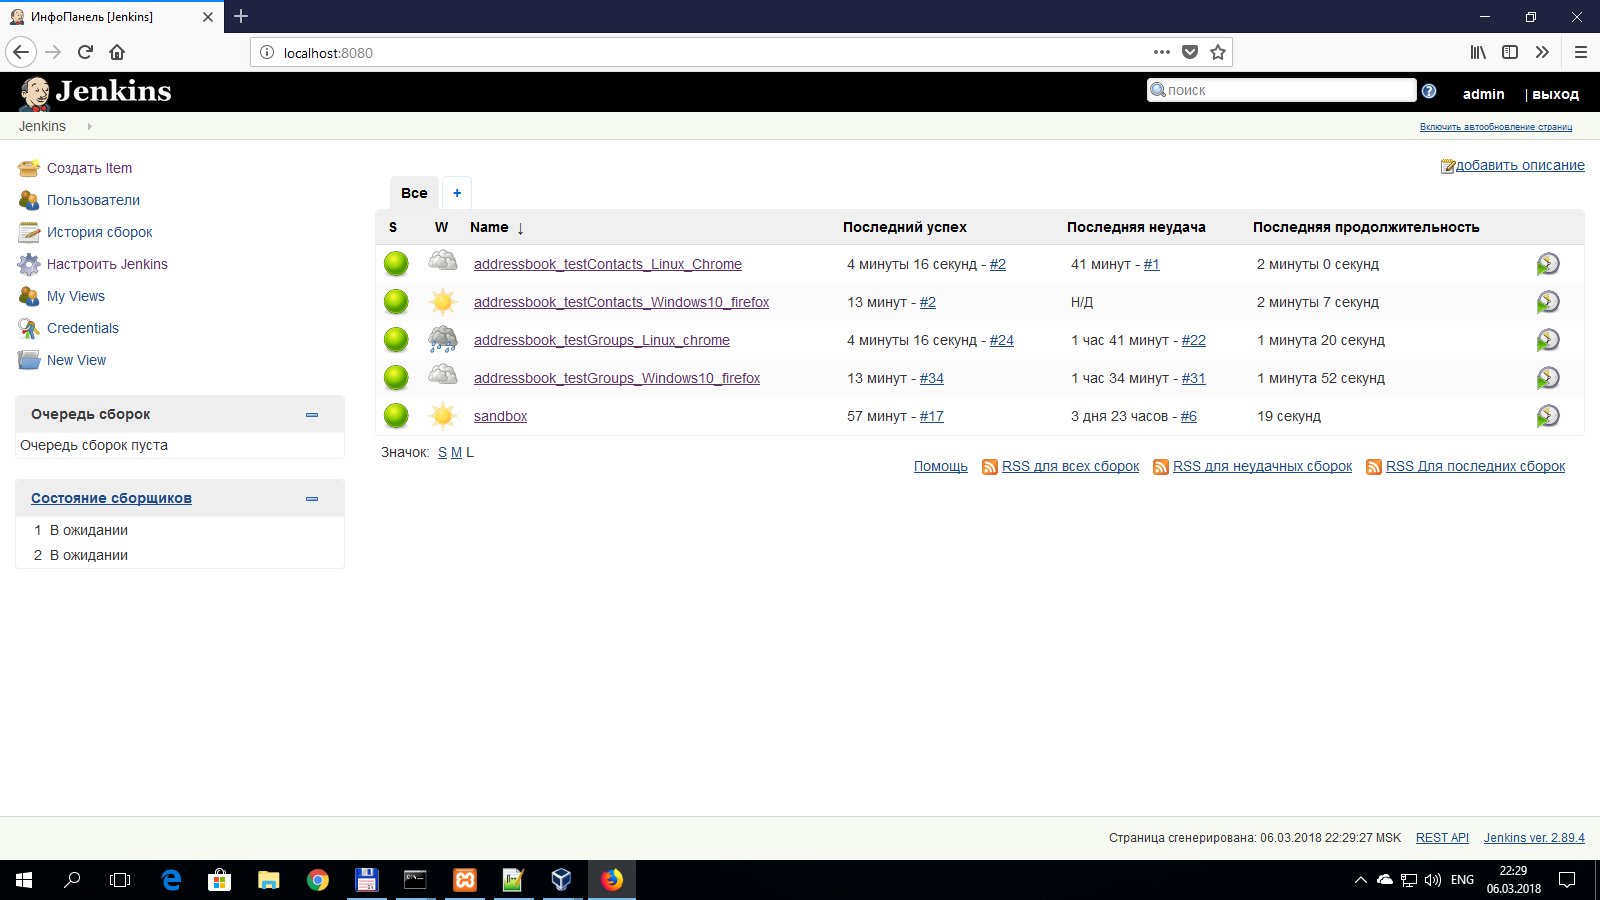 ИнфоПанель [Jenkins]
localhost:8080
Jenkins
поиск
admin | выход
Jenkins
Включить автообновление страниц
Создать Item
Пользователи
История сборок
Настроить Jenkins
My Views
Credentials
New View
Очередь сборок
Очередь сборок пуста
Состояние сборщиков
1 В ожидании
2 В ожидании
добавить описание
Все +
S W Name ↓ Последний успех Последняя неудача Последняя продолжительность
addressbook_testContacts_Linux_Chrome 4 минуты 16 секунд - #2 41 минут - #1 2 минуты 0 секунд
addressbook_testContacts_Windows10_firefox 13 минут - #2 Н/Д 2 минуты 7 секунд
addressbook_testGroups_Linux_chrome 4 минуты 16 секунд - #24 1 час 41 минут - #22 1 минута 20 секунд
addressbook_testGroups_Windows10_firefox 13 минут - #34 1 час 34 минут - #31 1 минута 52 секунд
sandbox 57 минут - #17 3 дня 23 часов - #6 19 секунд
Значок: S M L
Помощь RSS для всех сборок RSS для неудачных сборок RSS Для последних сборок
Страница сгенерирована: 06.03.2018 22:29:27 MSK REST API Jenkins ver. 2.89.4
ENG
22:29
06.03.2018